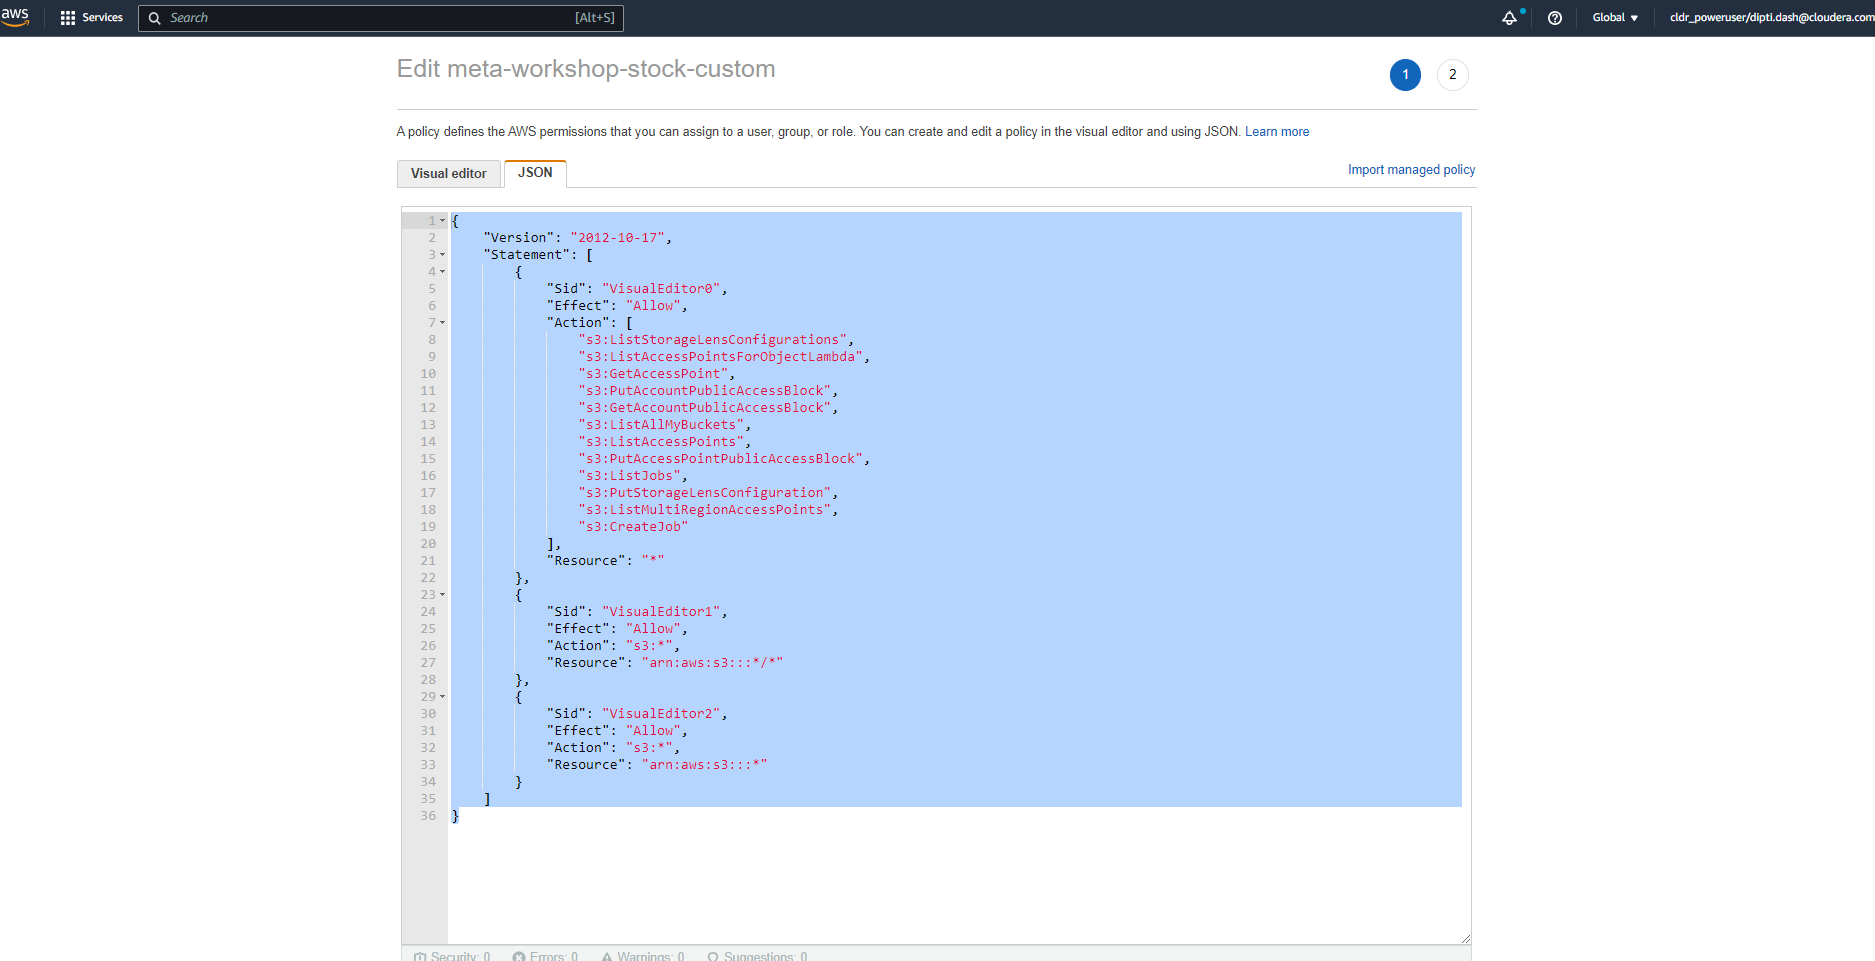 aws Services Search [Alt+S] Global ▼ cldr_poweruser/dipti.dash@cloudera.com
Edit meta-workshop-stock-custom
1 2
A policy defines the AWS permissions that you can assign to a user, group, or role. You can create and edit a policy in the visual editor and using JSON. Learn more
Visual editor JSON Import managed policy
1 {
2 "Version": "2012-10-17",
3 "Statement": [
4 {
5 "Sid": "VisualEditor0",
6 "Effect": "Allow",
7 "Action": [
8 "s3:ListStorageLensConfigurations",
9 "s3:ListAccessPointsForObjectLambda",
10 "s3:GetAccessPoint",
11 "s3:PutAccountPublicAccessBlock",
12 "s3:GetAccountPublicAccessBlock",
13 "s3:ListAllMyBuckets",
14 "s3:ListAccessPoints",
15 "s3:PutAccessPointPublicAccessBlock",
16 "s3:ListJobs",
17 "s3:PutStorageLensConfiguration",
18 "s3:ListMultiRegionAccessPoints",
19 "s3:CreateJob"
20 ],
21 "Resource": "*"
22 },
23 {
24 "Sid": "VisualEditor1",
25 "Effect": "Allow",
26 "Action": "s3:*",
27 "Resource": "arn:aws:s3:::*/*"
28 },
29 {
30 "Sid": "VisualEditor2",
31 "Effect": "Allow",
32 "Action": "s3:*",
33 "Resource": "arn:aws:s3:::*"
34 }
35 ]
36 }
Security: 0 Errors: 0 Warnings: 0 Suggestions: 0